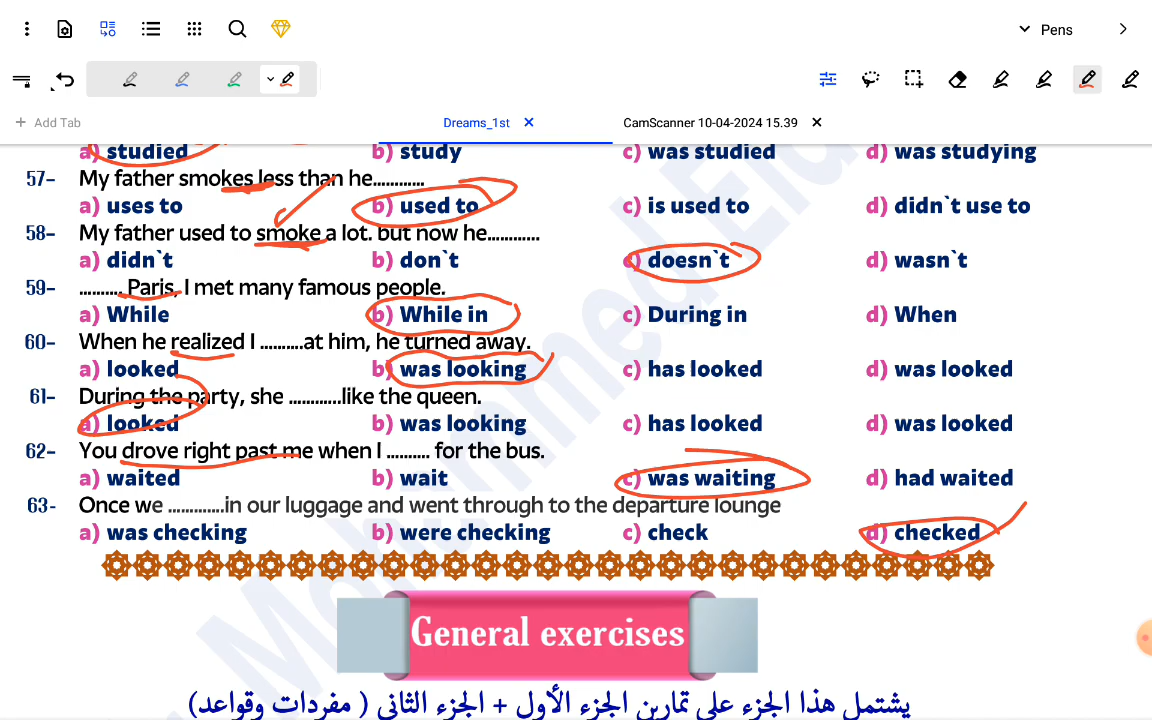 Pens
Add Tab
Dreams_1st
CamScanner 10-04-2024 15.39
a) studied b) study c) was studied d) was studying
57- My father smokes less than he............
a) uses to b) used to c) is used to d) didn`t use to
58- My father used to smoke a lot. but now he............
a) didn`t b) don`t c) doesn`t d) wasn`t
59- .......... Paris, I met many famous people.
a) While b) While in c) During in d) When
60- When he realized I ..........at him, he turned away.
a) looked b) was looking c) has looked d) was looked
61- During the party, she ............like the queen.
a) looked b) was looking c) has looked d) was looked
62- You drove right past me when I .......... for the bus.
a) waited b) wait c) was waiting d) had waited
63- Once we .............in our luggage and went through to the departure lounge
a) was checking b) were checking c) check d) checked
General exercises
يشتمل هذا الجزء على تمارين الجزء الأول + الجزء الثانى ( مفردات وقواعد)